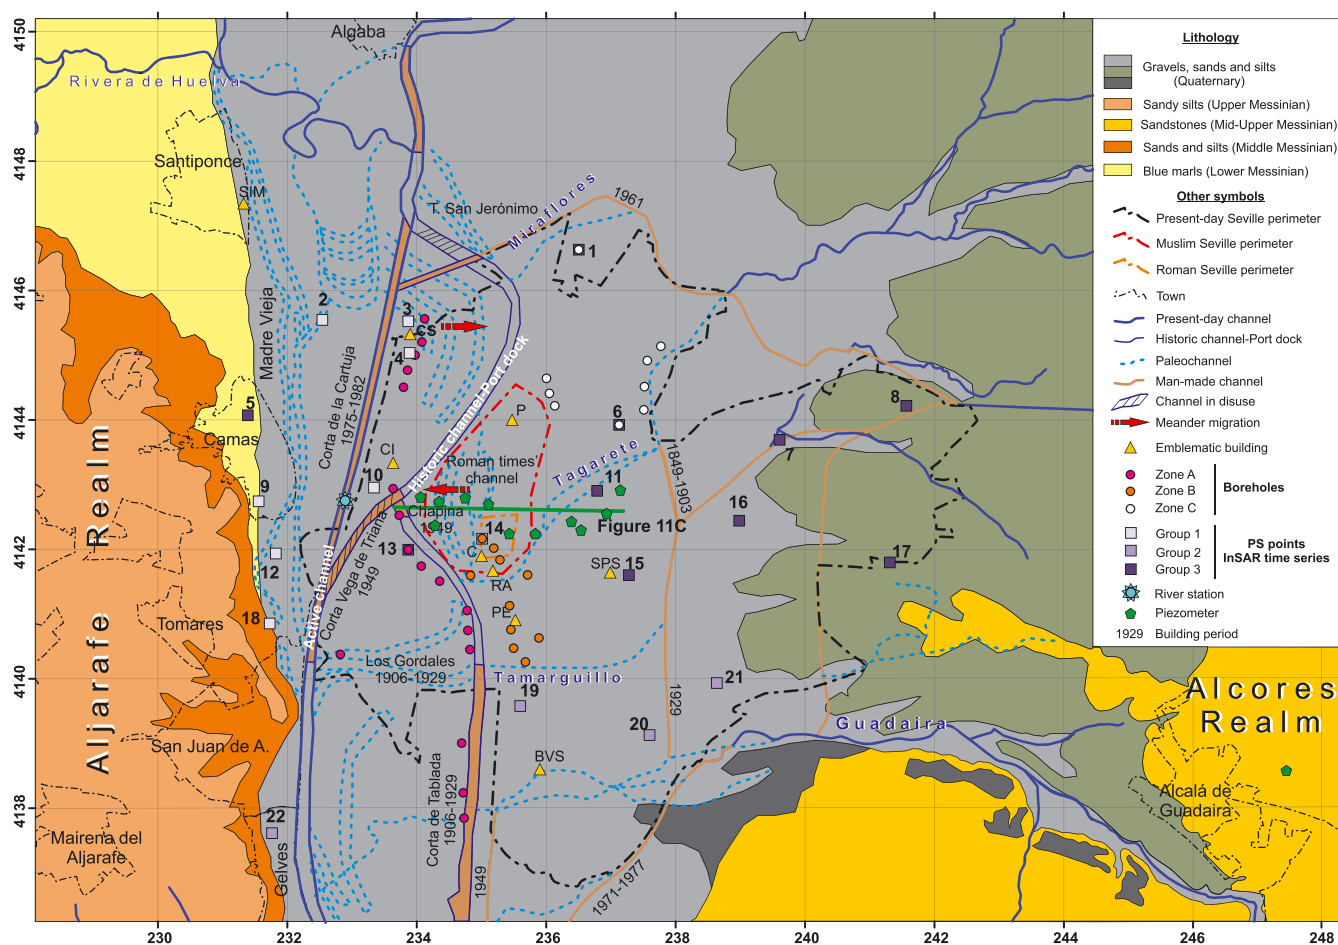 4150
4148
4146
4144
4142
4140
4138
230
232
234
236
238
240
242
244
246
248
Algaba
Rivera de Huelva
Santiponce
SIM
T. San Jerónimo
Miraflores
1961
1
2
3
CS
4
Madre Vieja
Corta de la Cartuja
1975-1982
Historic channel-Port dock
5
Camas
P
6
8
7
CI
Roman times'
channel
Tagarete
1849-1903
9
10
11
16
Chapina
1949
Figure 11C
14
C
13
12
RA
SPS
15
17
Corta Vega de Triana
1949
Active channel
PE
18
Tomares
Los Gordales
1906-1929
Tamarguillo
19
20
21
1929
Guadaira
Aljarafe Realm
Alcores
Realm
San Juan de A.
BVS
Corta de Tablada
1906-1929
1949
1971-1977
22
Gelves
Mairena del
Aljarafe
Alcalá de
Guadaira
Lithology
Gravels, sands and silts
(Quaternary)
Sandy silts (Upper Messinian)
Sandstones (Mid-Upper Messinian)
Sands and silts (Middle Messinian)
Blue marls (Lower Messinian)
Other symbols
Present-day Seville perimeter
Muslim Seville perimeter
Roman Seville perimeter
Town
Present-day channel
Historic channel-Port dock
Paleochannel
Man-made channel
Channel in disuse
Meander migration
Emblematic building
Zone A
Zone B
Zone C
Boreholes
Group 1
Group 2
Group 3
PS points
InSAR time series
River station
Piezometer
1929 Building period